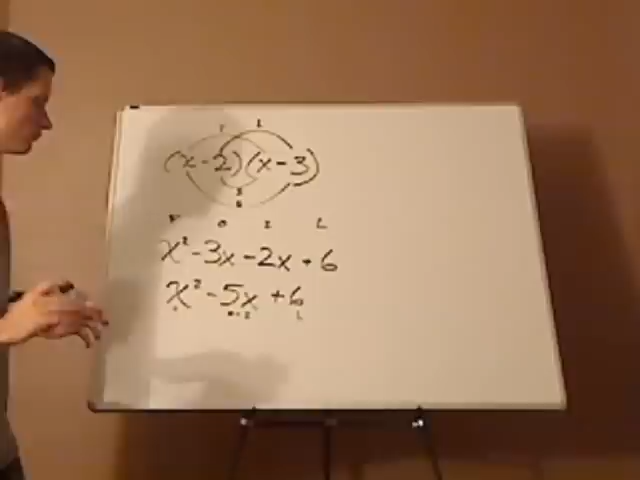 (x-2)(x-3)
F O I L
x² -3x -2x +6
x² -5x +6